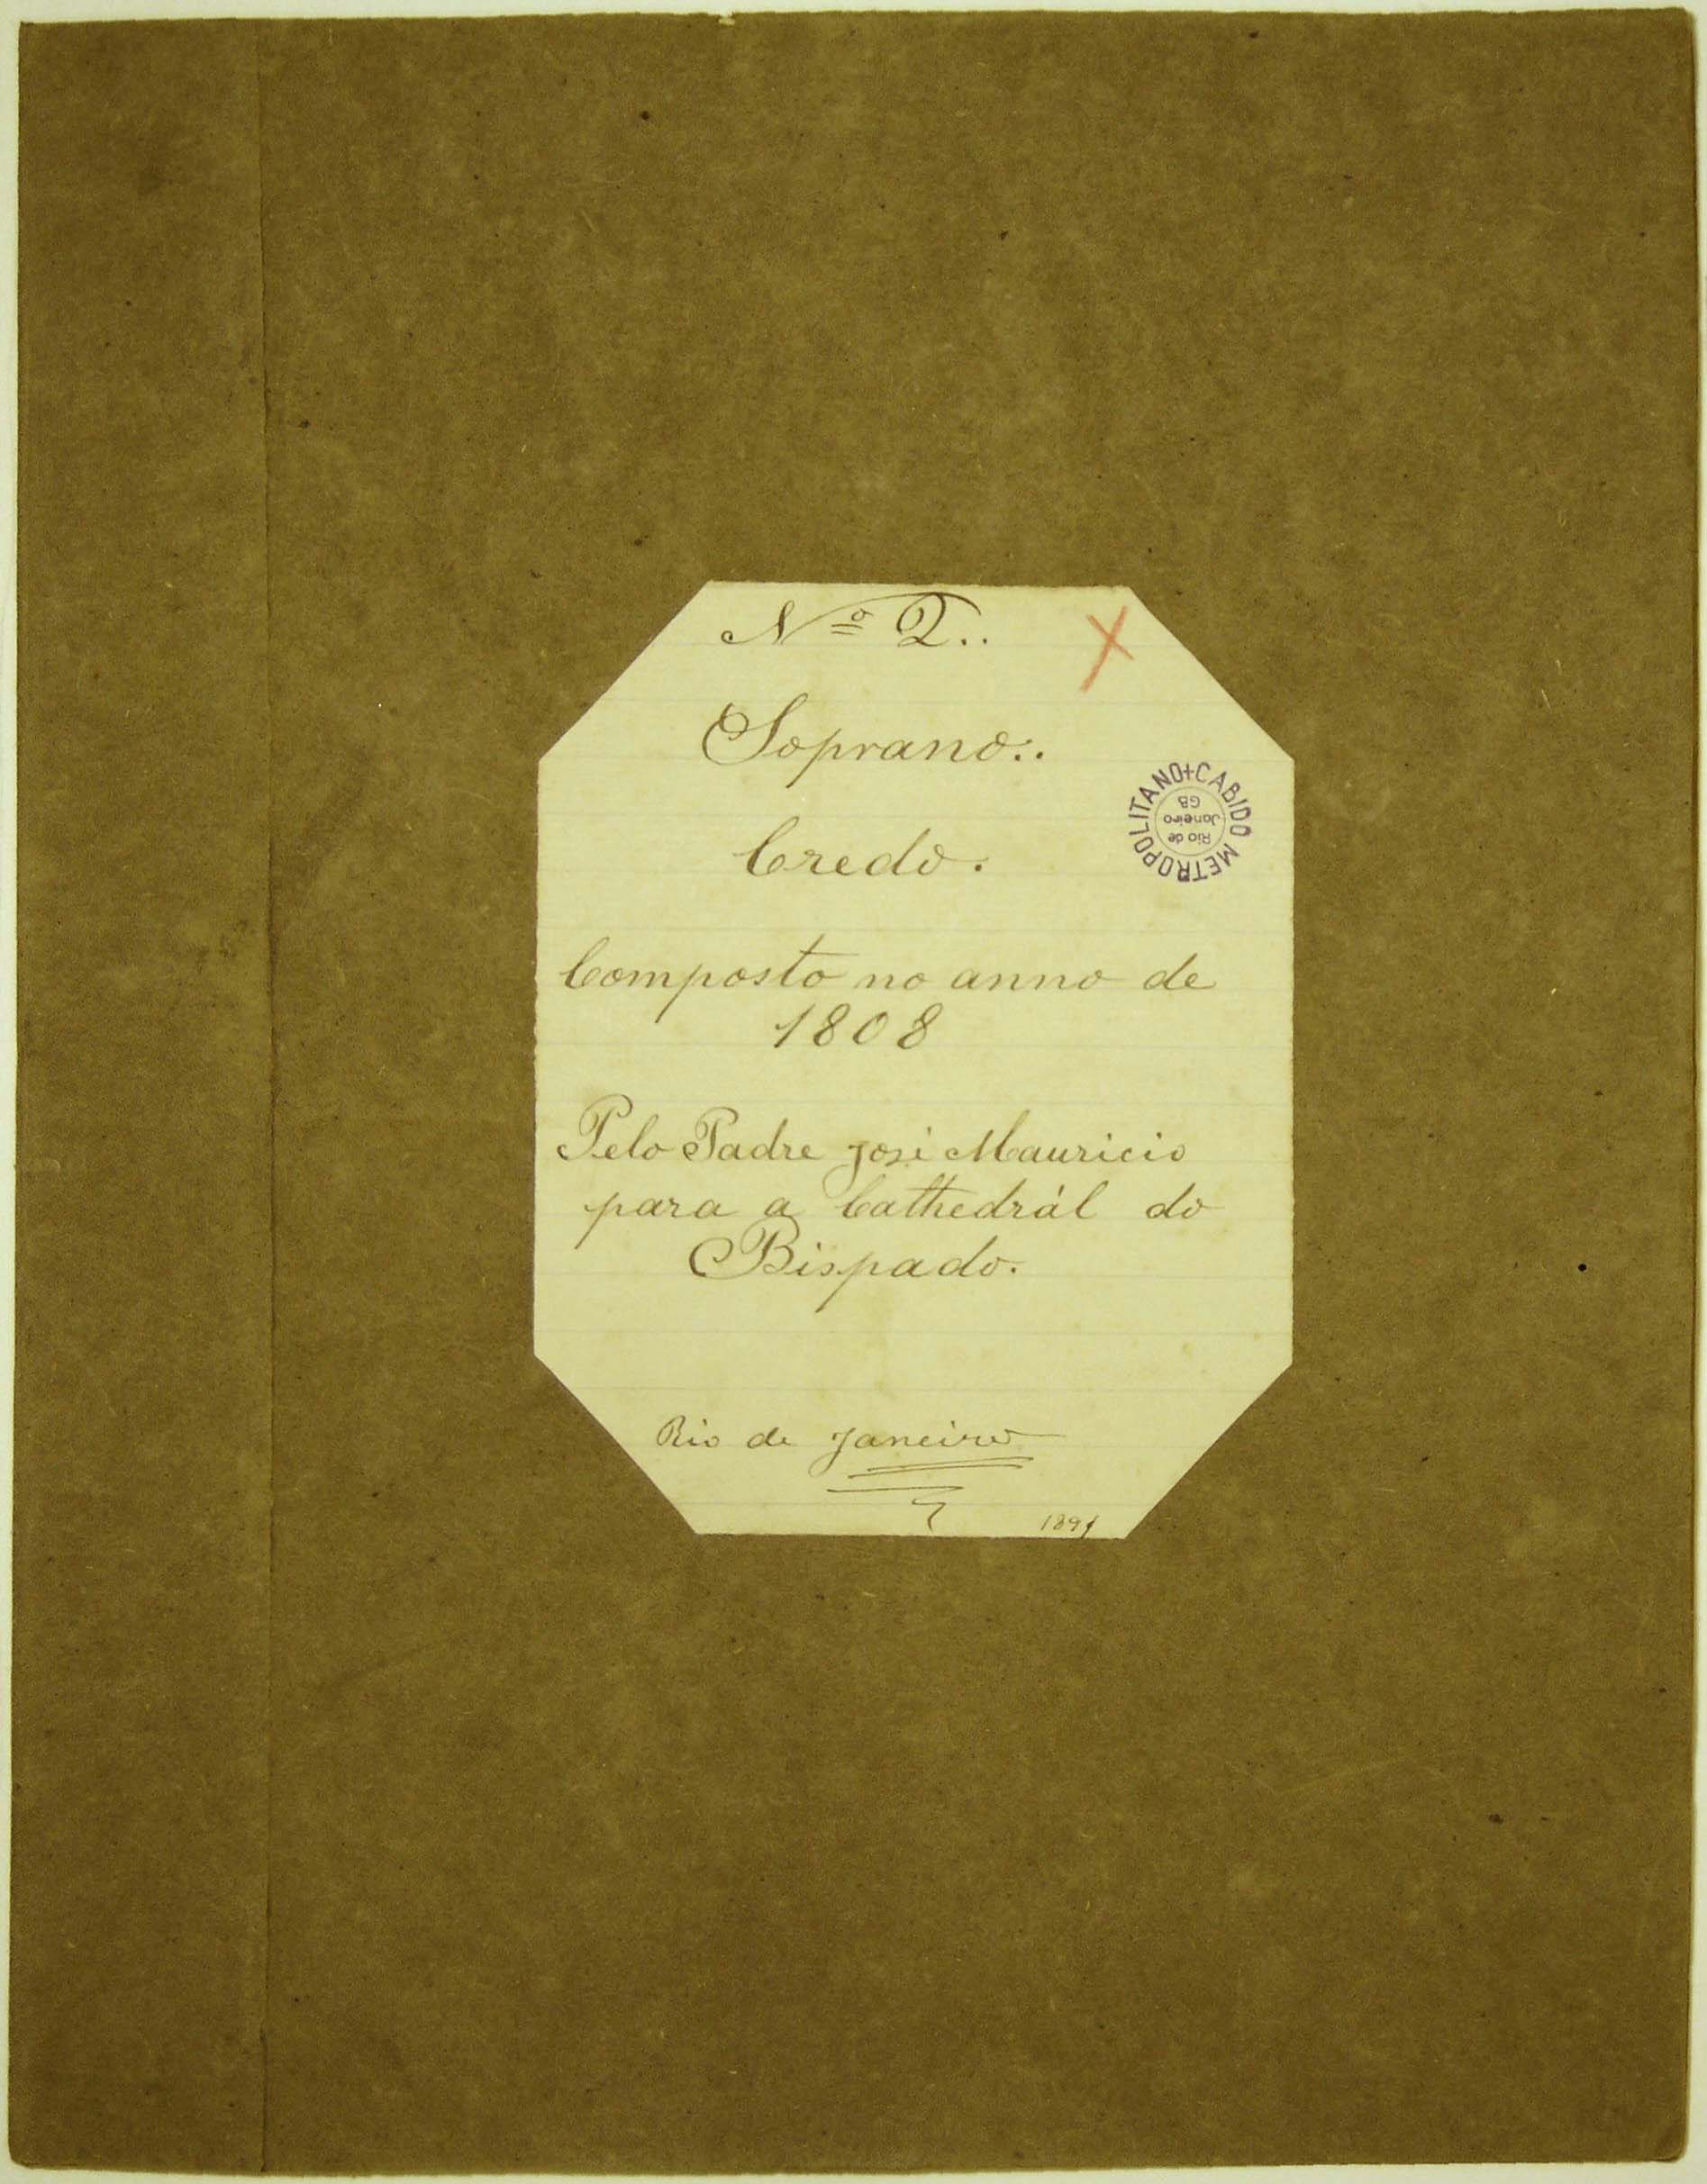 Nº 2..
Soprano..
Credo.
CABIDO METROPOLITANO+
Rio de
Janeiro
GB
Composto no anno de
1808
Pelo Padre José Mauricio
para a Cathedrál do
Bispado.
Rio de Janeiro
1891